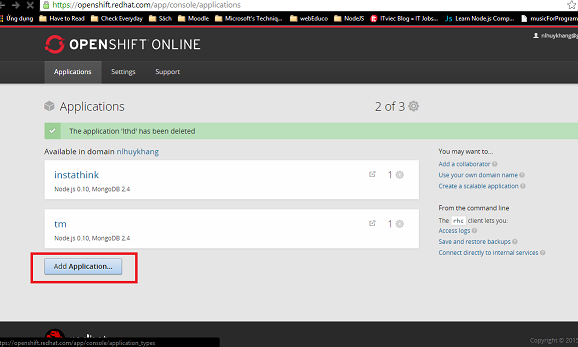 https://openshift.redhat.com/app/console/applications
Ứng dụng Have to Read Check Everyday Sách Moodle Microsoft's Techniq... webEduco NodeJS ITviec Blog = IT Jobs... Js Learn Node.js Comp... musicForProgram
OPENSHIFT ONLINE
nlhuykhang@
Applications Settings Support
Applications 2 of 3
The application 'lthd' has been deleted
Available in domain nlhuykhang
instathink 1
Node.js 0.10, MongoDB 2.4
tm 1
Node.js 0.10, MongoDB 2.4
Add Application...
You may want to...
Add a collaborator
Use your own domain name
Create a scalable application
From the command line
The rhc client lets you:
Access logs
Save and restore backups
Connect directly to internal services
Copyright © 201
ps://openshift.redhat.com/app/console/application_types